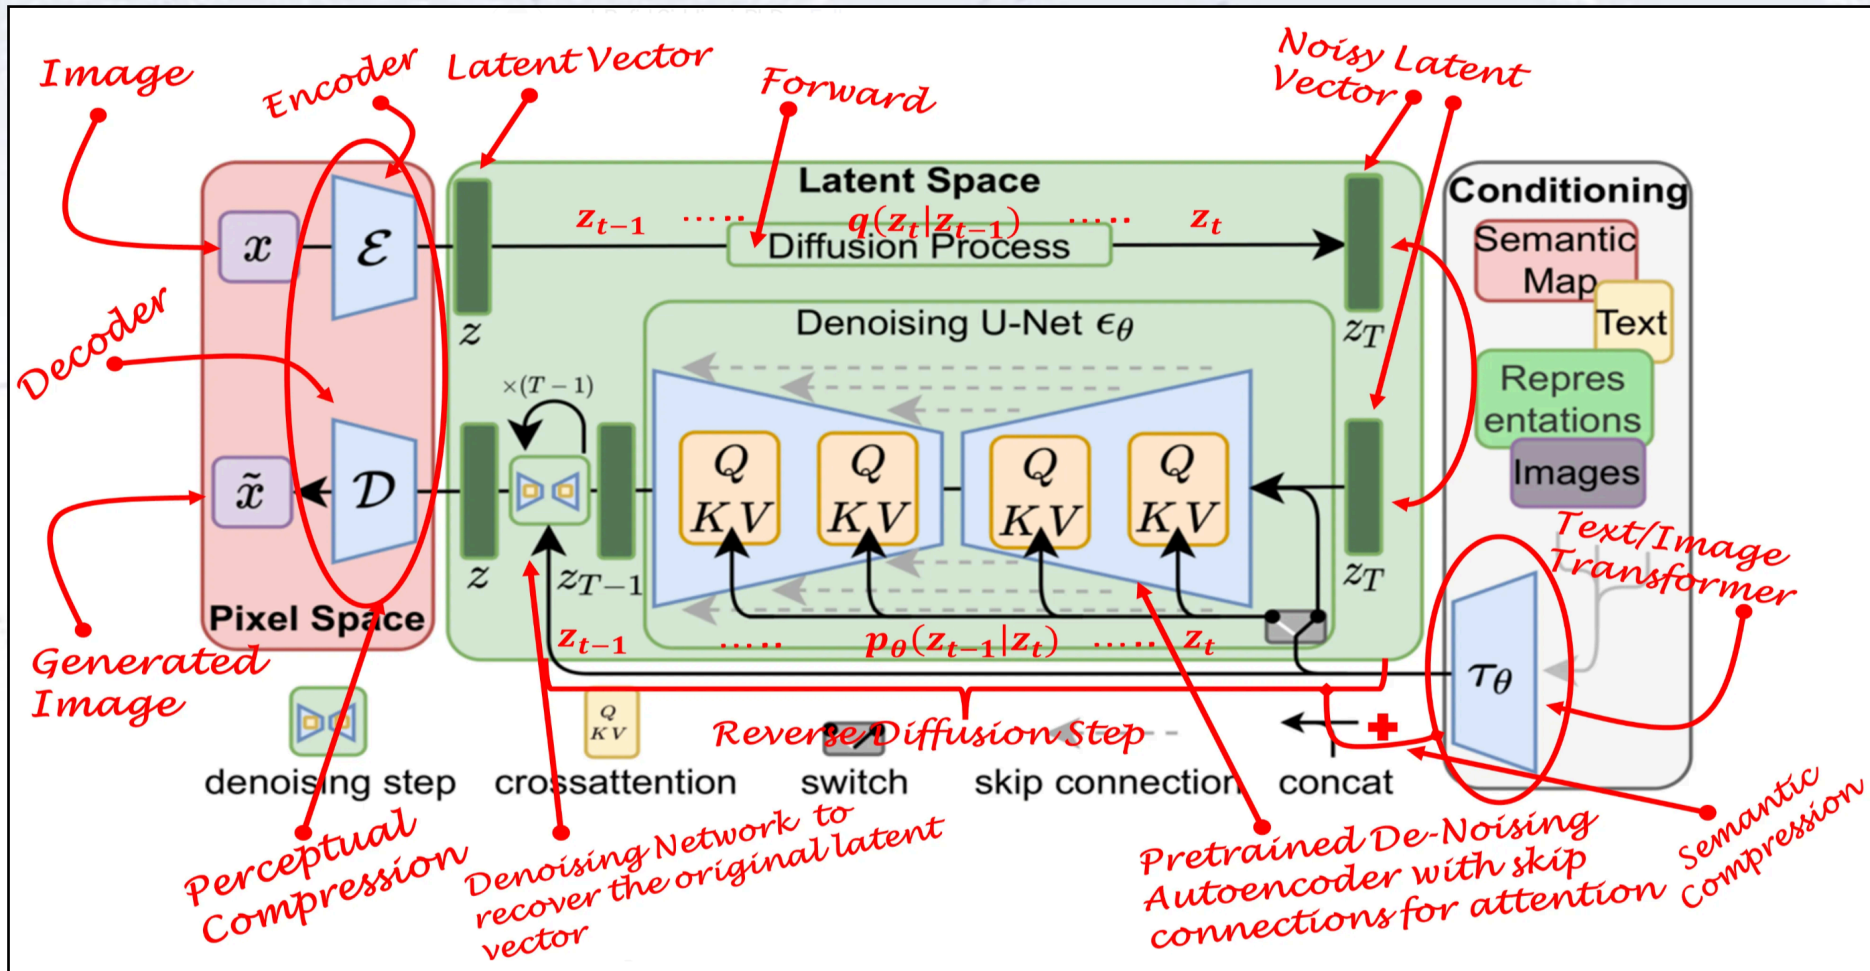 Image
Encoder
Latent Vector
Forward
Noisy Latent
Vector
Latent Space
Conditioning
z_{t-1} ..... q(z_t|z_{t-1}) ..... z_t
x
ℰ
Diffusion Process
z
z_T
Semantic
Map
Text
Repres
entations
Images
Decoder
Denoising U-Net ϵ_θ
×(T − 1)
Q
K V
Q
K V
Q
K V
Q
K V
x̃
𝒟
z
z_{T-1}
z_T
Text/Image
Transformer
Pixel Space
z_{t-1} ..... p_θ(z_{t-1}|z_t) ..... z_t
τ_θ
Generated
Image
Q
K V
Reverse Diffusion Step
denoising step
crossattention
switch
skip connection
concat
Perceptual
Compression
Denoising Network to
recover the original latent
vector
Pretrained De-Noising
Autoencoder with skip
connections for attention
Semantic
Compression